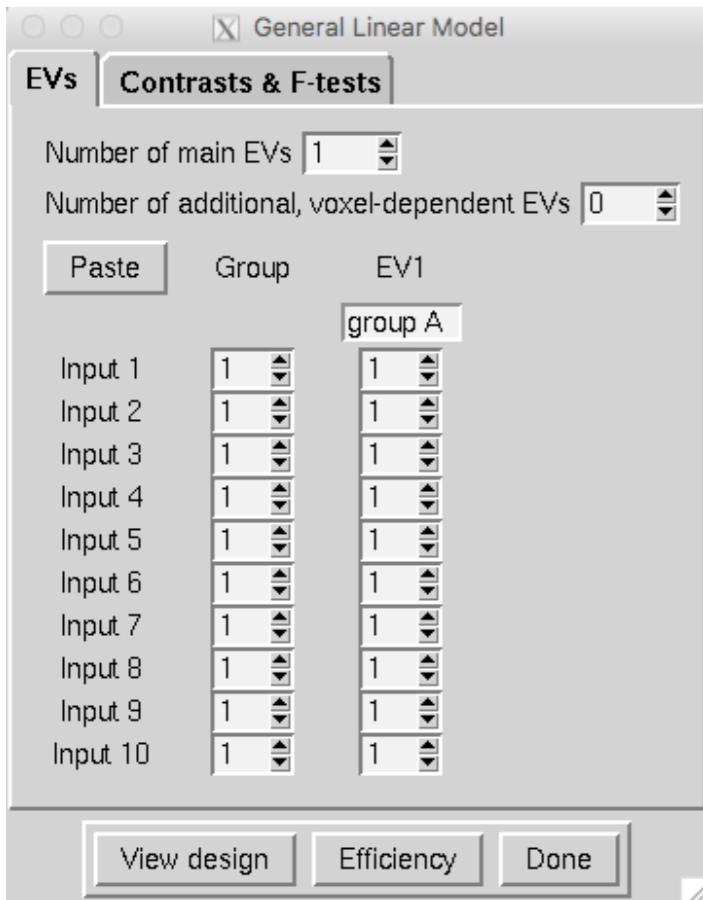 General Linear Model
EVs Contrasts & F-tests
Number of main EVs 1
Number of additional, voxel-dependent EVs 0
Paste Group EV1
group A
Input 1 1 1
Input 2 1 1
Input 3 1 1
Input 4 1 1
Input 5 1 1
Input 6 1 1
Input 7 1 1
Input 8 1 1
Input 9 1 1
Input 10 1 1
View design Efficiency Done